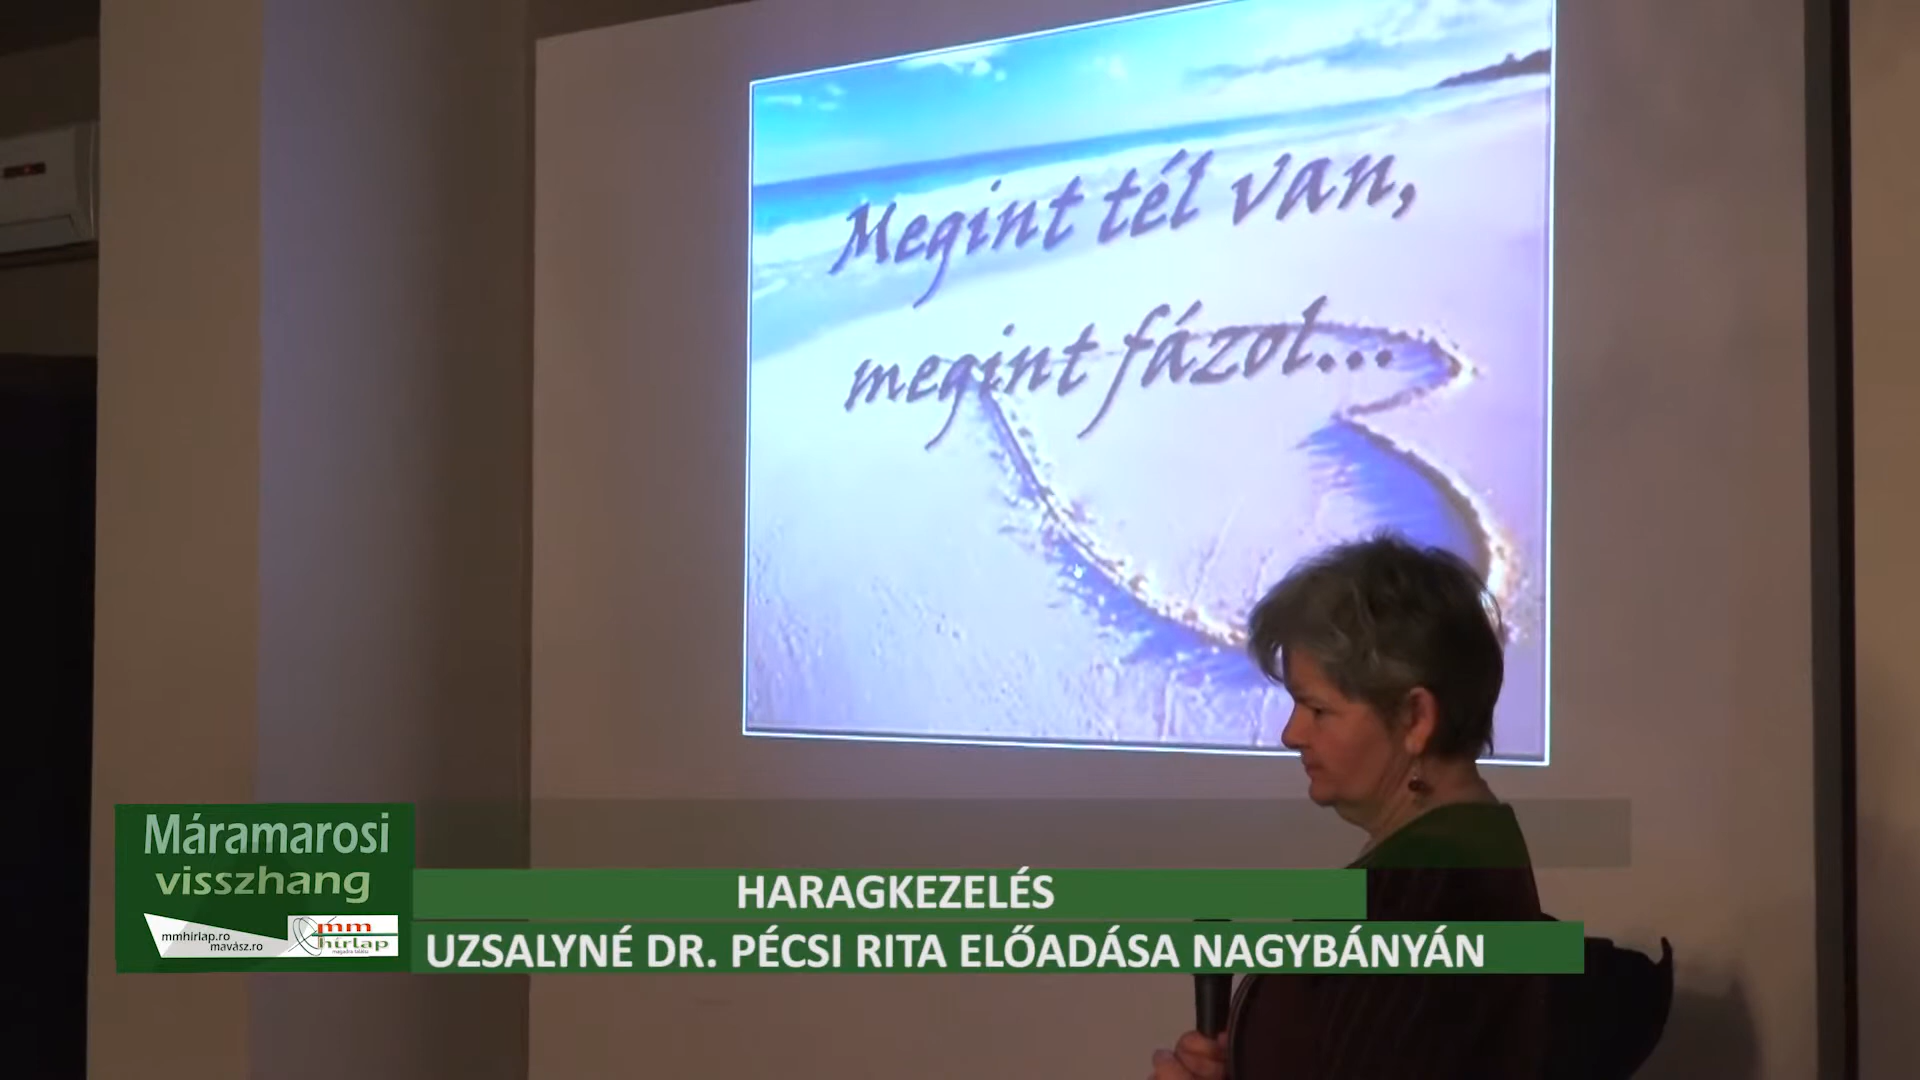 Megint tél van,
megint fázol...
Máramarosi
visszhang
mmhirlap.ro
mavász.ro
mm
hírlap
HARAGKEZELÉS
UZSALYNÉ DR. PÉCSI RITA ELŐADÁSA NAGYBÁNYÁN